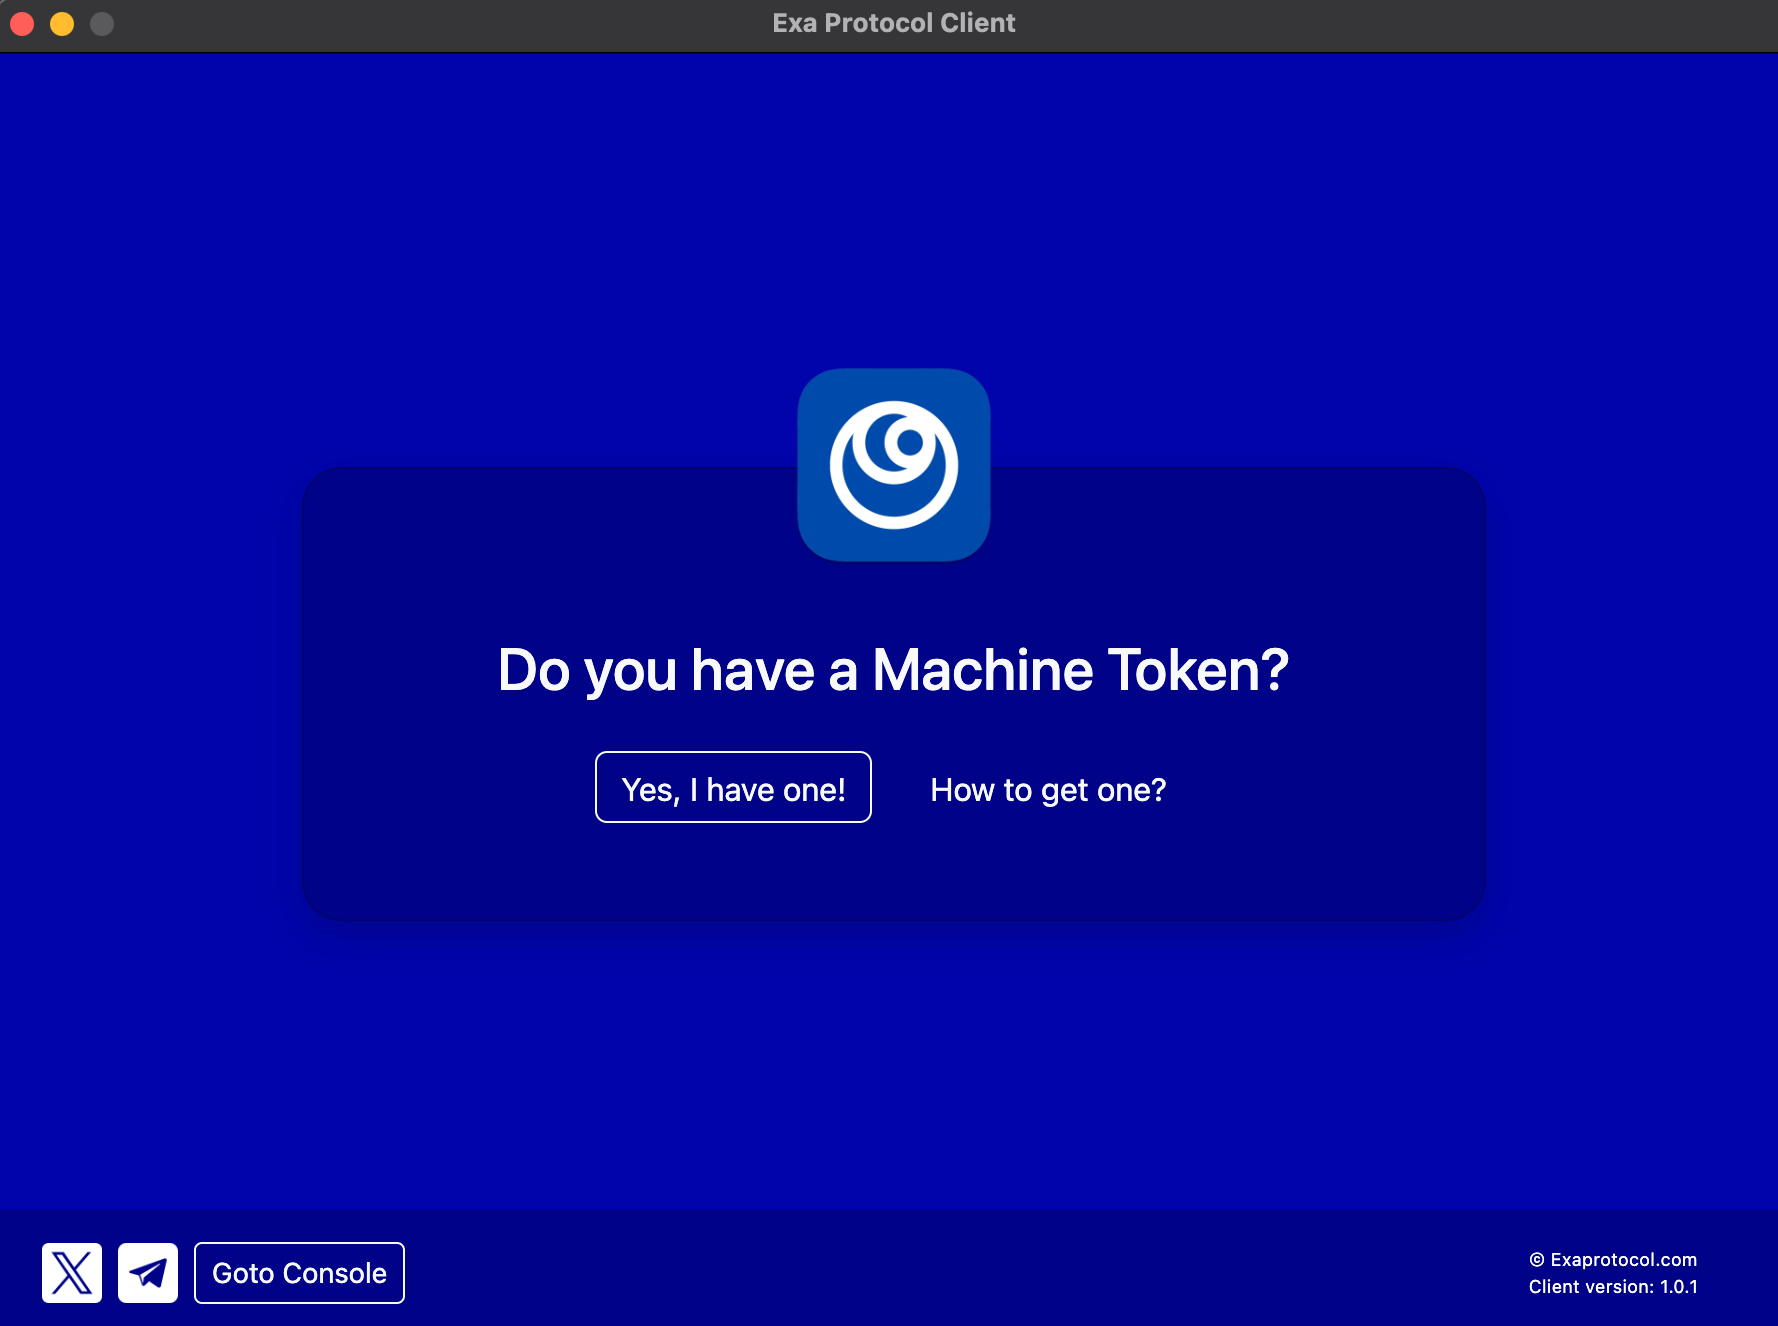 Exa Protocol Client
Do you have a Machine Token?
Yes, I have one!
How to get one?
Goto Console
© Exaprotocol.com
Client version: 1.0.1